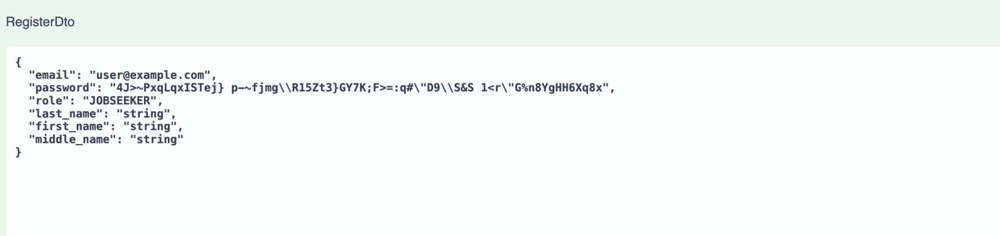 RegisterDto
{
  "email": "user@example.com",
  "password": "4J>~PxqLqxISTej} p-~fjmg\\R15Zt3}GY7K;F>=:q#\"D9\\S&S 1<r\"G%n8YgHH6Xq8x",
  "role": "JOBSEEKER",
  "last_name": "string",
  "first_name": "string",
  "middle_name": "string"
}